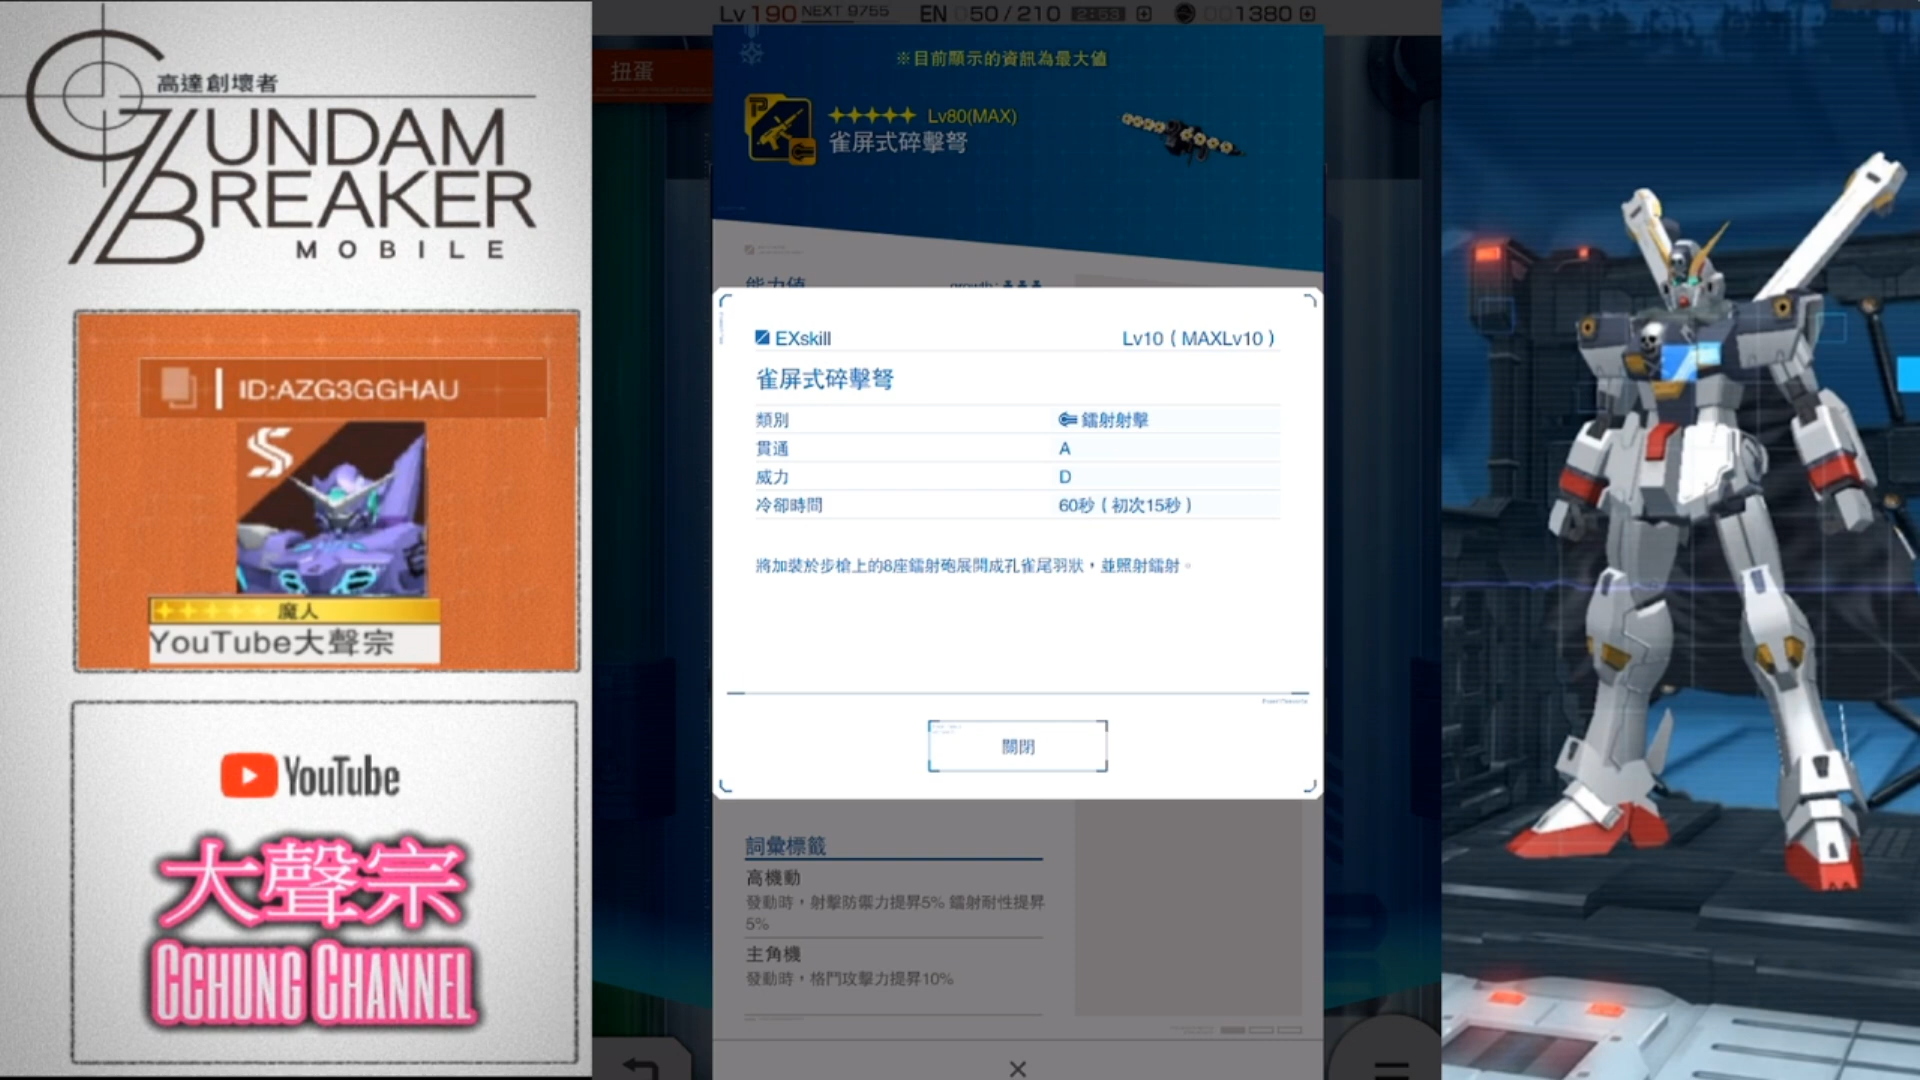 高達創壞者
GUNDAM
BREAKER
MOBILE
ID:AZG3GGHAU
魔人
YouTube大聲宗
YouTube
大聲宗
CCHUNG CHANNEL
Lv 190 NEXT 9755
EN 050/210 2:53
001380
扭蛋
※目前顯示的資訊為最大值
Lv80(MAX)
雀屏式碎擊弩
能力值
growth:
EXskill
Lv10 ( MAXLv10 )
雀屏式碎擊弩
類別
鐳射射擊
貫通
A
威力
D
冷卻時間
60秒 ( 初次15秒 )
將加裝於步槍上的8座鐳射砲展開成孔雀尾羽狀,並照射鐳射。
關閉
詞彙標籤
高機動
發動時,射擊防禦力提昇5% 鐳射耐性提昇
5%
主角機
發動時,格鬥攻擊力提昇10%